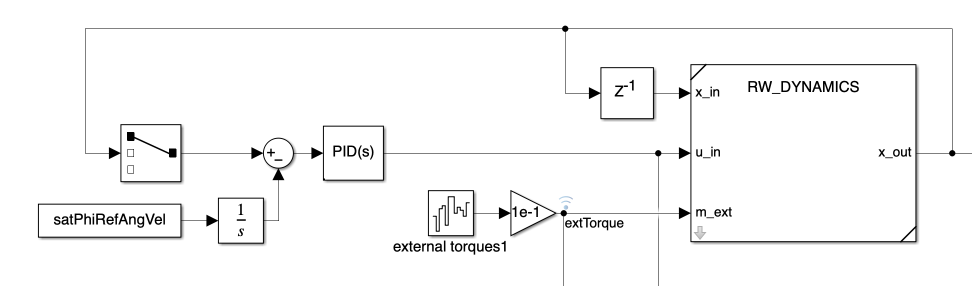 z-1
x_in
RW_DYNAMICS
+
_
PID(s)
u_in
x_out
satPhiRefAngVel
1
s
1e-1
m_ext
extTorque
external torques1